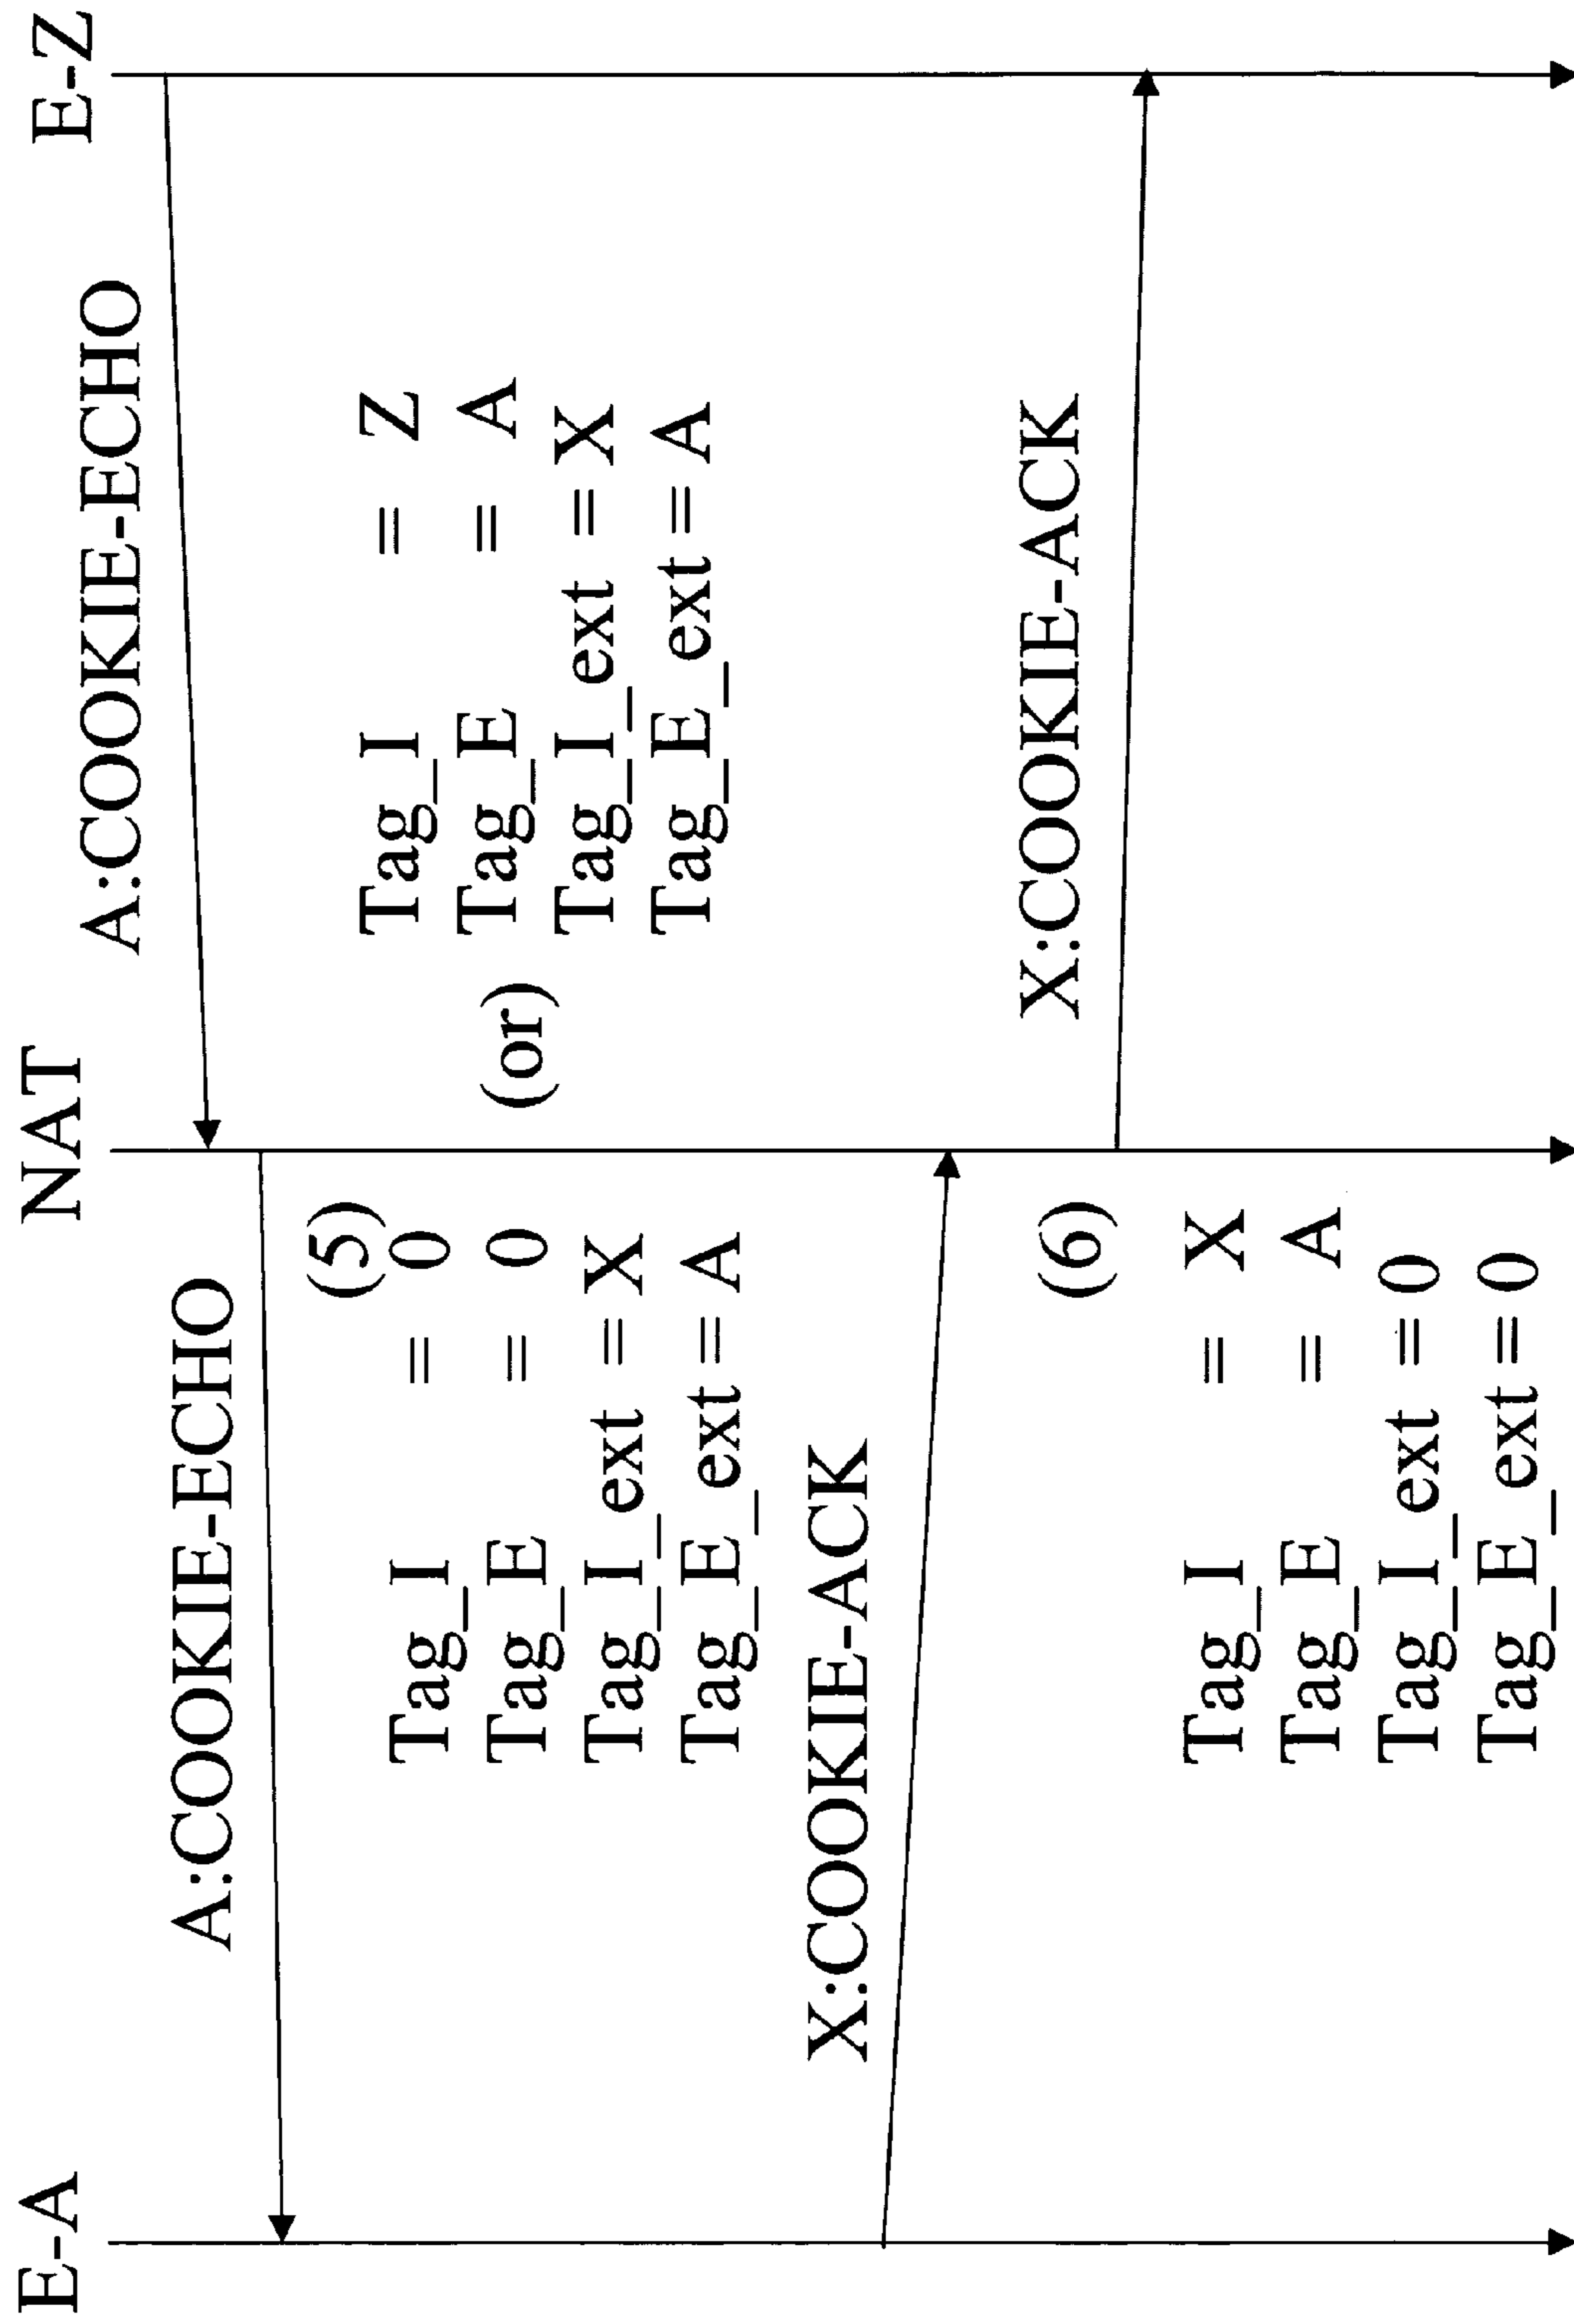 E-A
NAT
E-Z
A:COOKIE-ECHO
A:COOKIE-ECHO
(5)
Tag_I = 0
Tag_E = 0
Tag_I_ext = X
Tag_E_ext = A
(or)
Tag_I = Z
Tag_E = A
Tag_I_ext = X
Tag_E_ext = A
X:COOKIE-ACK
X:COOKIE-ACK
(6)
Tag_I = X
Tag_E = A
Tag_I_ext = 0
Tag_E_ext = 0